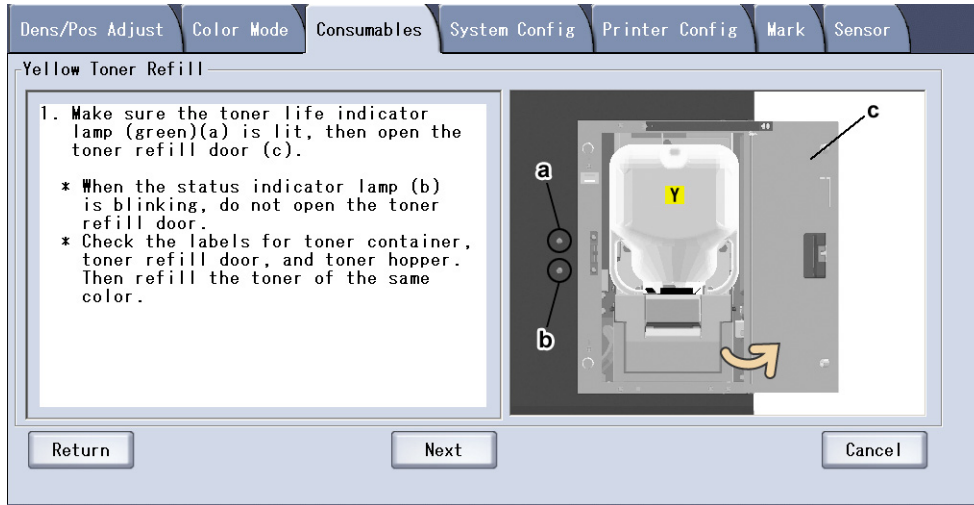 Dens/Pos Adjust
Color Mode
Consumables
System Config
Printer Config
Mark
Sensor
Yellow Toner Refill
1. Make sure the toner life indicator
lamp (green)(a) is lit, then open the
toner refill door (c).
* When the status indicator lamp (b)
is blinking, do not open the toner
refill door.
* Check the labels for toner container,
toner refill door, and toner hopper.
Then refill the toner of the same
color.
a
b
c
Y
Return
Next
Cancel